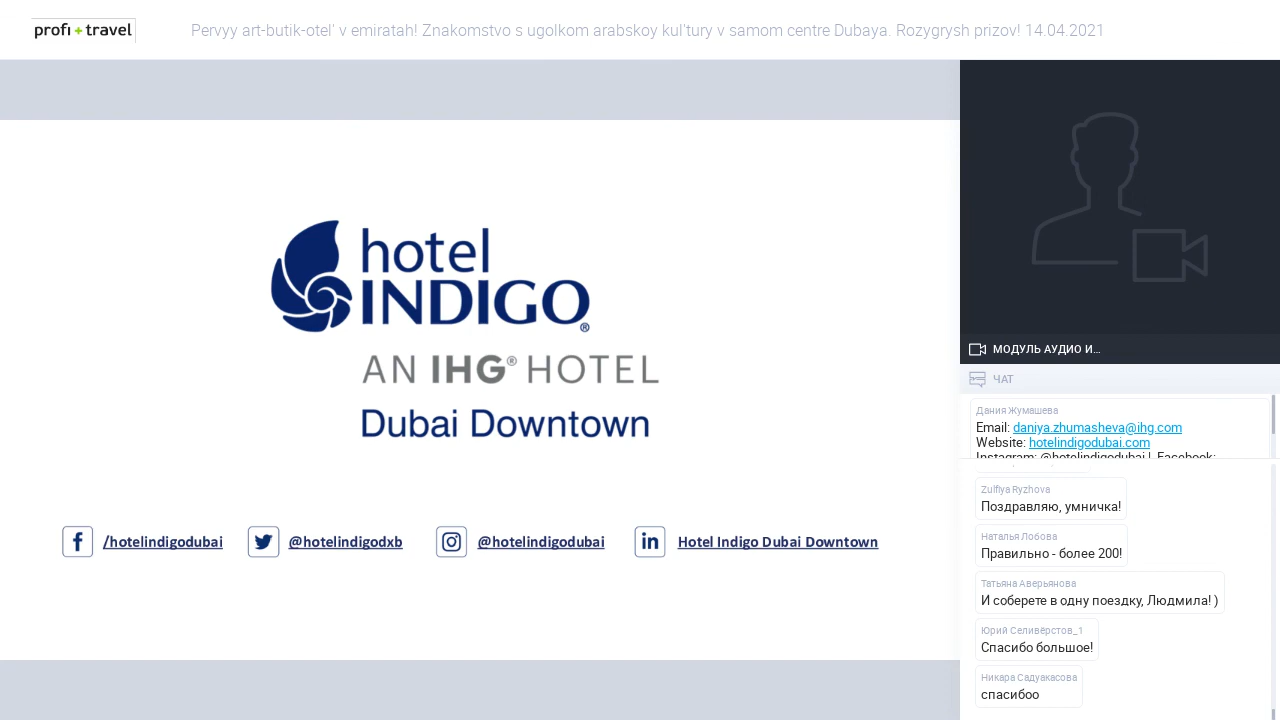 profi + travel
Pervyy art-butik-otel' v emiratah! Znakomstvo s ugolkom arabskoy kul'tury v samom centre Dubaya. Rozygrysh prizov! 14.04.2021
hotel
INDIGO®
AN IHG® HOTEL
Dubai Downtown
/hotelindigodubai
@hotelindigodxb
@hotelindigodubai
Hotel Indigo Dubai Downtown
МОДУЛЬ АУДИО И...
ЧАТ
Дания Жумашева
Email: daniya.zhumasheva@ihg.com
Website: hotelindigodubai.com
Instagram: @hotelindigodubai | Facebook:
Zulfiya Ryzhova
Поздравляю, умничка!
Наталья Лобова
Правильно - более 200!
Татьяна Аверьянова
И соберете в одну поездку, Людмила! )
Юрий Селивёрстов_1
Спасибо большое!
Никара Садуакасова
спасибоо